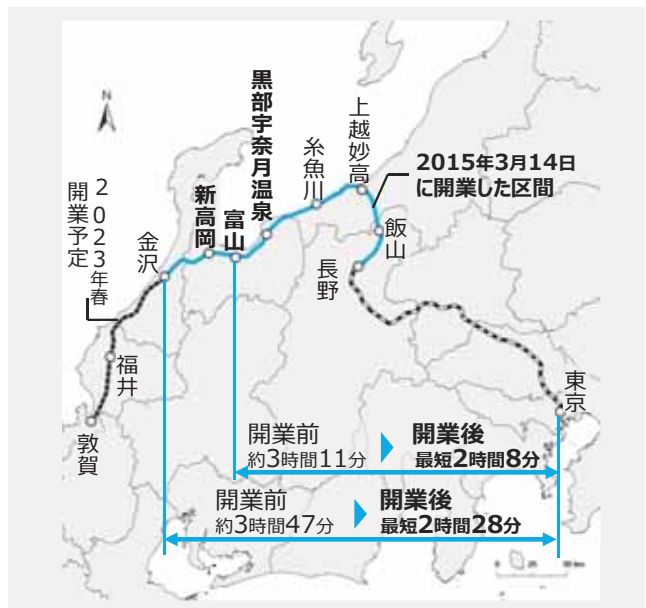 N
黒部宇奈月温泉
糸魚川
上越妙高
2015年3月14日
に開業した区間
飯山
長野
新高岡
富山
金沢
2023年春
開業予定
福井
敦賀
東京
開業前
約3時間11分
開業後
最短2時間8分
開業前
約3時間47分
開業後
最短2時間28分
0 25 50 km